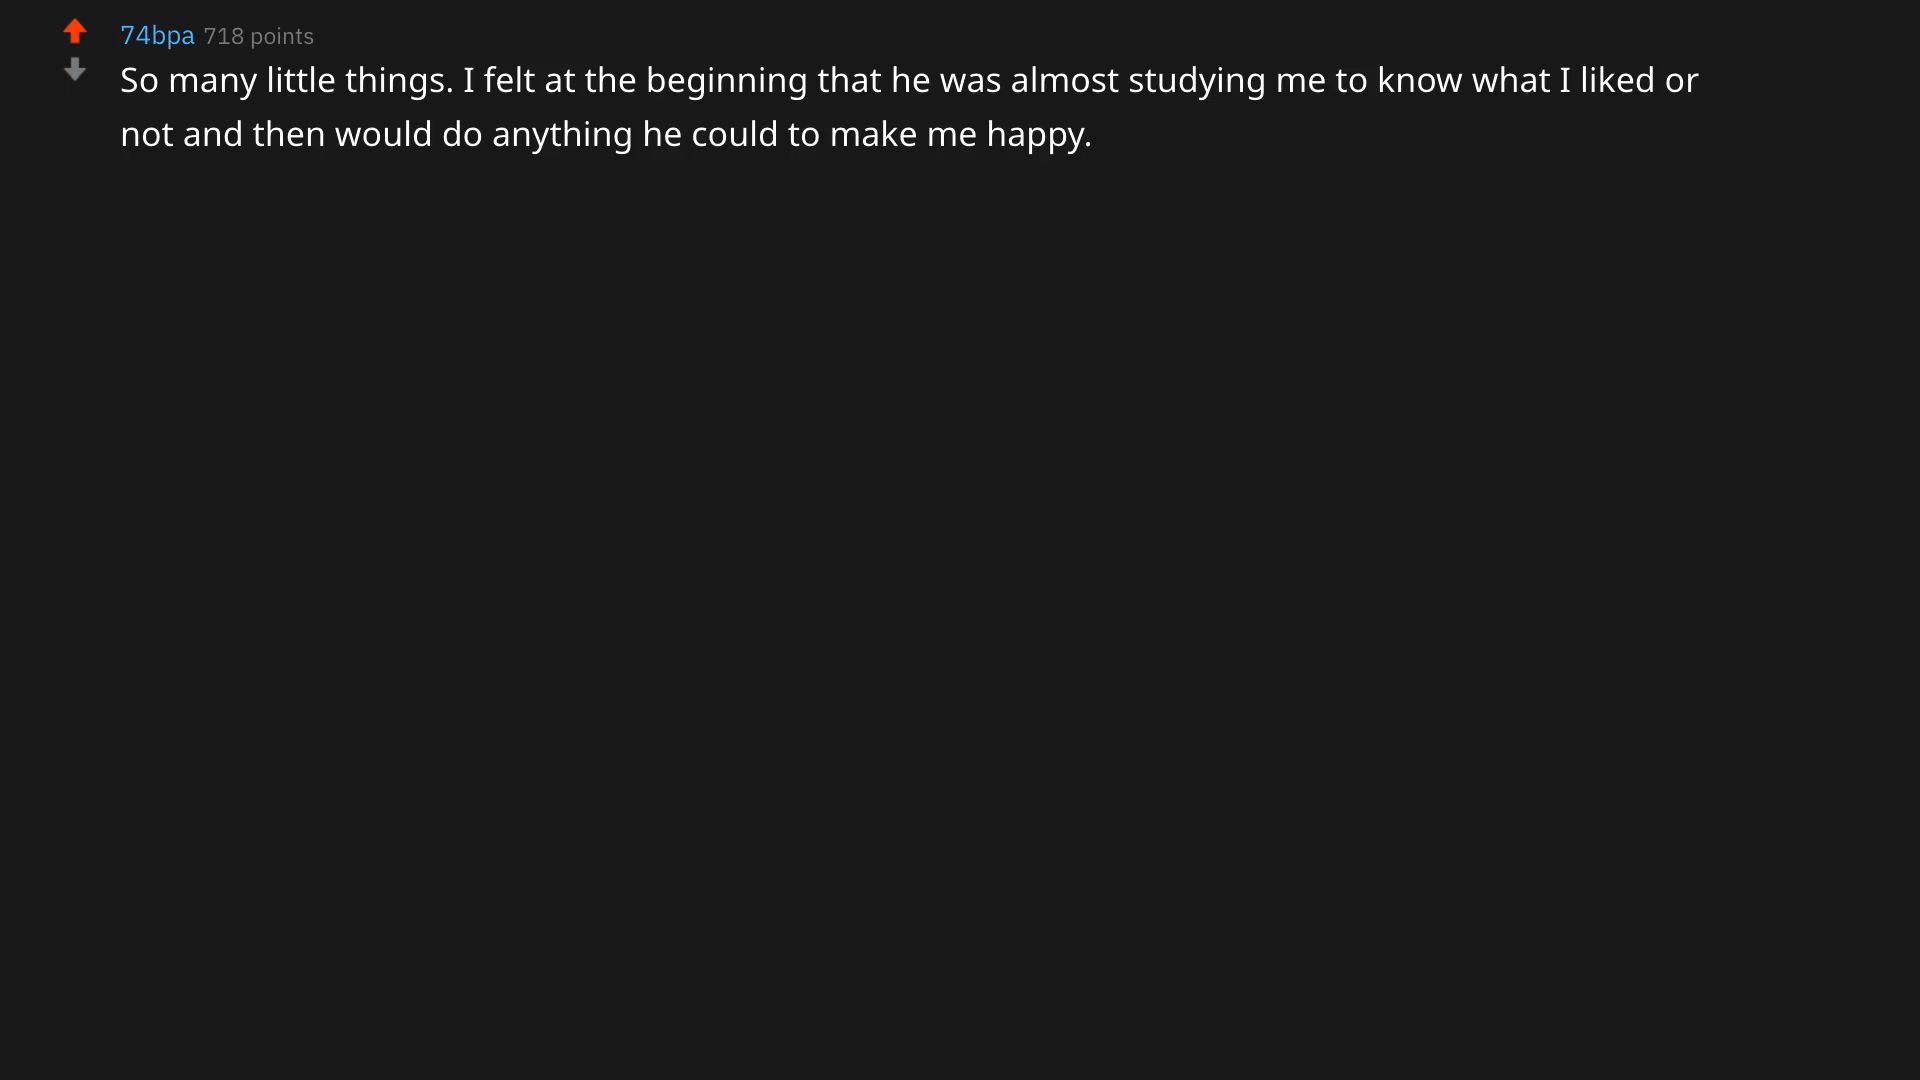 74bpa 718 points
So many little things. I felt at the beginning that he was almost studying me to know what I liked or
not and then would do anything he could to make me happy.